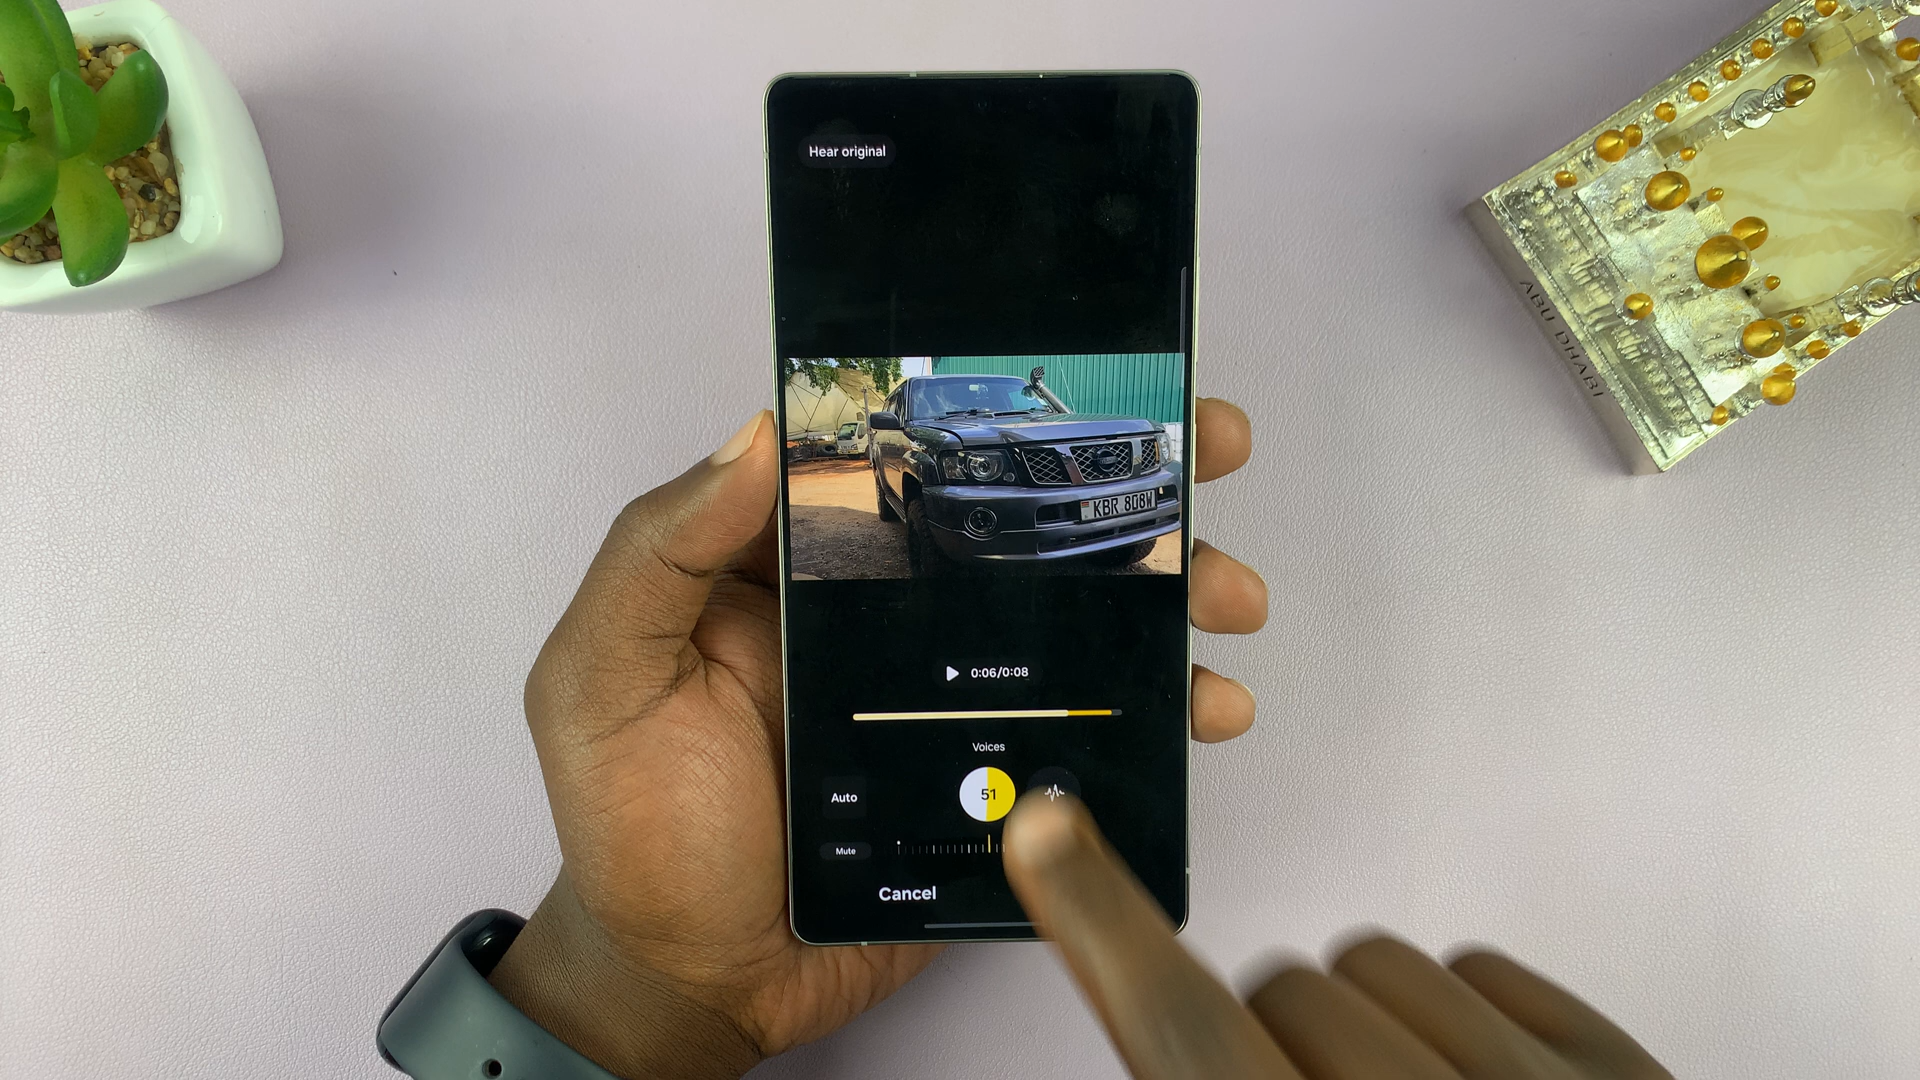 Hear original
KBR 808W
0:06/0:08
Voices
Auto
51
Mute
Cancel
ABU DHABI